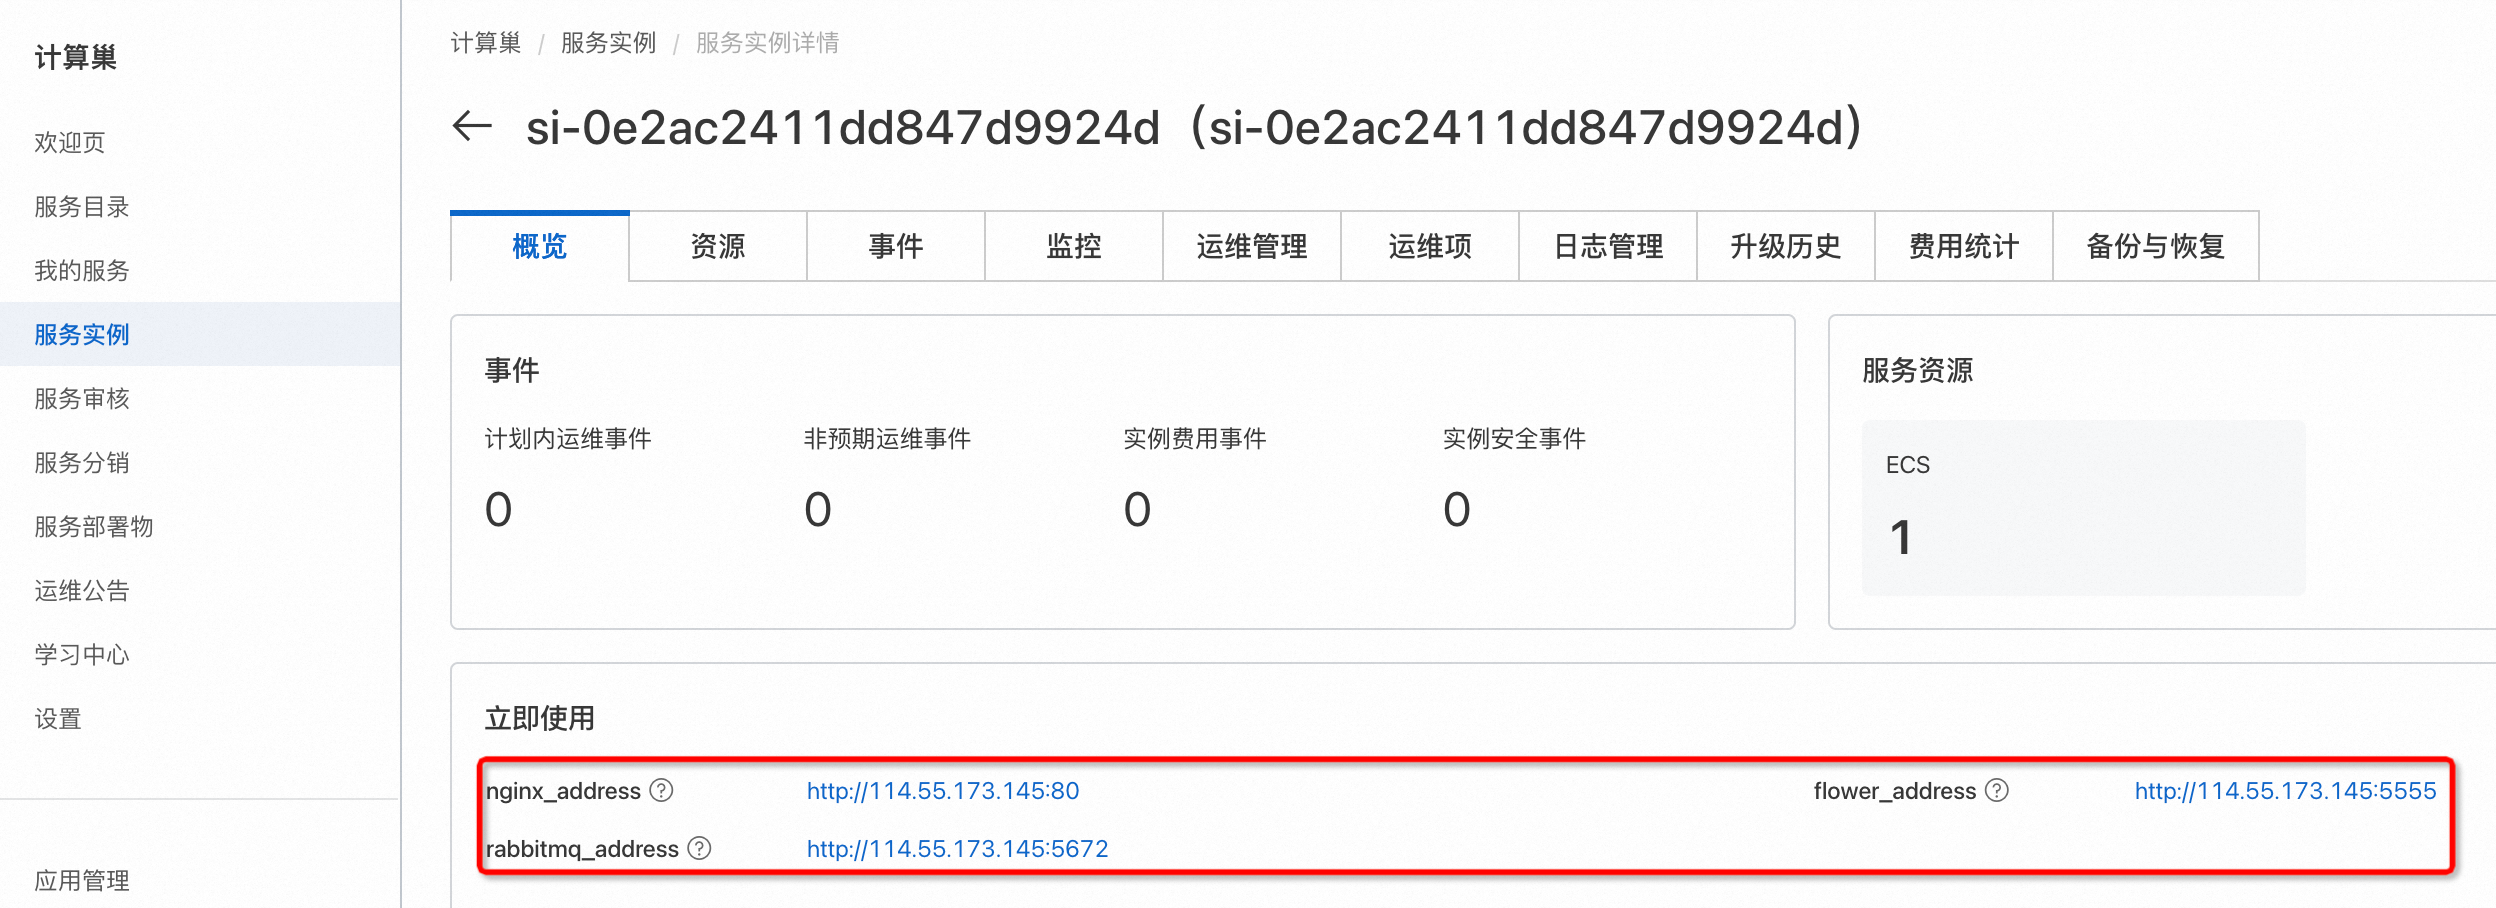 计算巢
欢迎页
服务目录
我的服务
服务实例
服务审核
服务分销
服务部署物
运维公告
学习中心
设置
应用管理
计算巢 / 服务实例 / 服务实例详情
← si-0e2ac2411dd847d9924d（si-0e2ac2411dd847d9924d）
概览 资源 事件 监控 运维管理 运维项 日志管理 升级历史 费用统计 备份与恢复
事件
计划内运维事件 非预期运维事件 实例费用事件 实例安全事件
0 0 0 0
服务资源
ECS
1
立即使用
nginx_address ? http://114.55.173.145:80 flower_address ? http://114.55.173.145:5555
rabbitmq_address ? http://114.55.173.145:5672